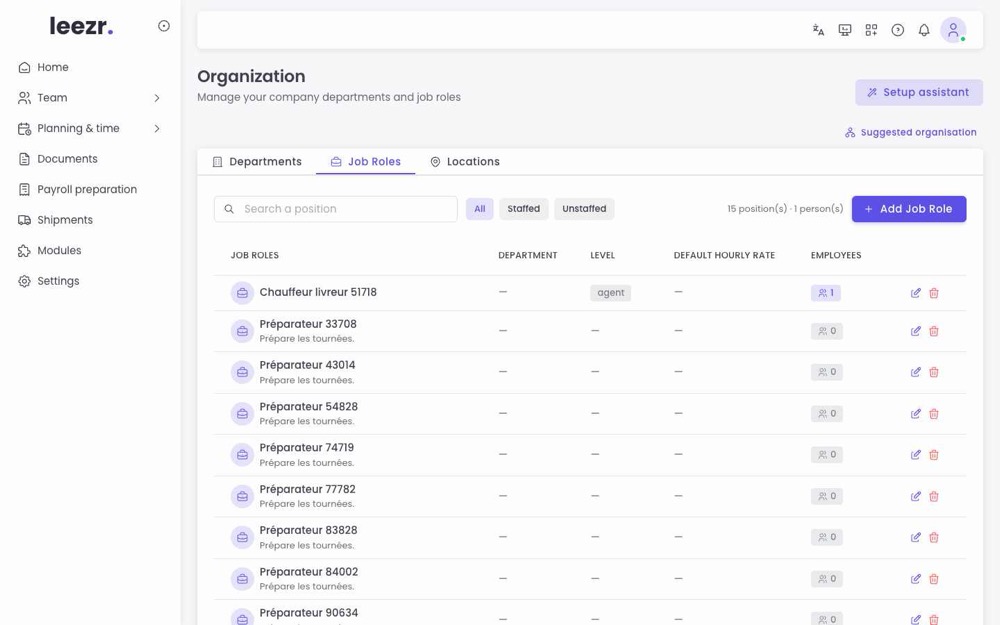 leezr.
Home
Team
Planning & time
Documents
Payroll preparation
Shipments
Modules
Settings
Organization
Manage your company departments and job roles
Setup assistant
Suggested organisation
Departments
Job Roles
Locations
Search a position
All
Staffed
Unstaffed
15 position(s) · 1 person(s)
+ Add Job Role
JOB ROLES DEPARTMENT LEVEL DEFAULT HOURLY RATE EMPLOYEES
Chauffeur livreur 51718 — agent — 1
Préparateur 33708 — — — 0
Prépare les tournées.
Préparateur 43014 — — — 0
Prépare les tournées.
Préparateur 54828 — — — 0
Prépare les tournées.
Préparateur 74719 — — — 0
Prépare les tournées.
Préparateur 77782 — — — 0
Prépare les tournées.
Préparateur 83828 — — — 0
Prépare les tournées.
Préparateur 84002 — — — 0
Prépare les tournées.
Préparateur 90634 — — — 0